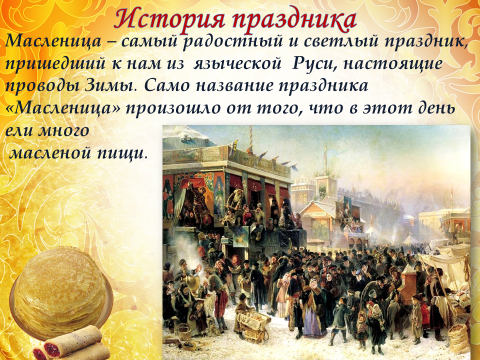 История праздника
Масленица – самый радостный и светлый праздник,
пришедший к нам из языческой Руси, настоящие
проводы Зимы. Само название праздника
«Масленица» произошло от того, что в этот день
ели много
масленой пищи.